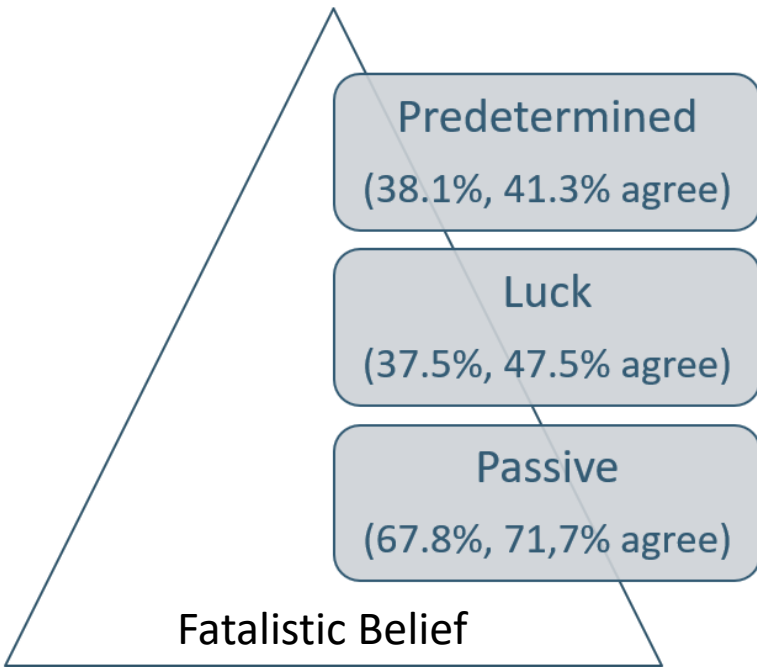 Predetermined
(38.1%, 41.3% agree)
Luck
(37.5%, 47.5% agree)
Passive
(67.8%, 71,7% agree)
Fatalistic Belief